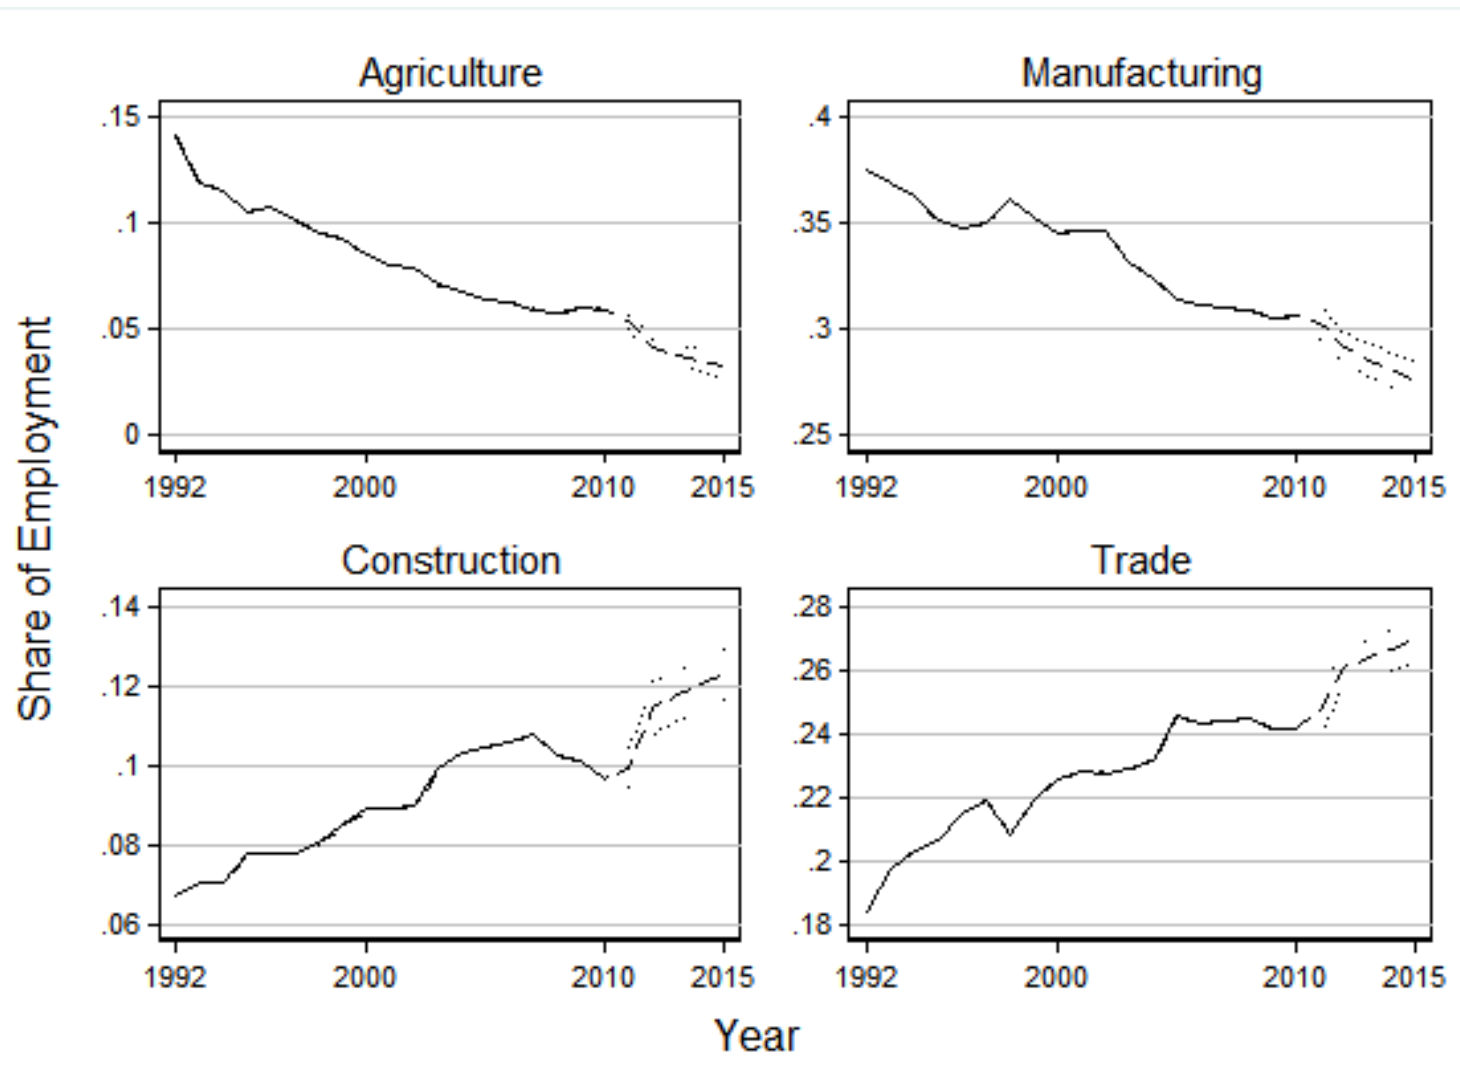 Agriculture
Manufacturing
.15
.1
.05
0
1992 2000 2010 2015
.4
.35
.3
.25
1992 2000 2010 2015
Share of Employment
Construction
Trade
.14
.12
.1
.08
.06
1992 2000 2010 2015
.28
.26
.24
.22
.2
.18
1992 2000 2010 2015
Year